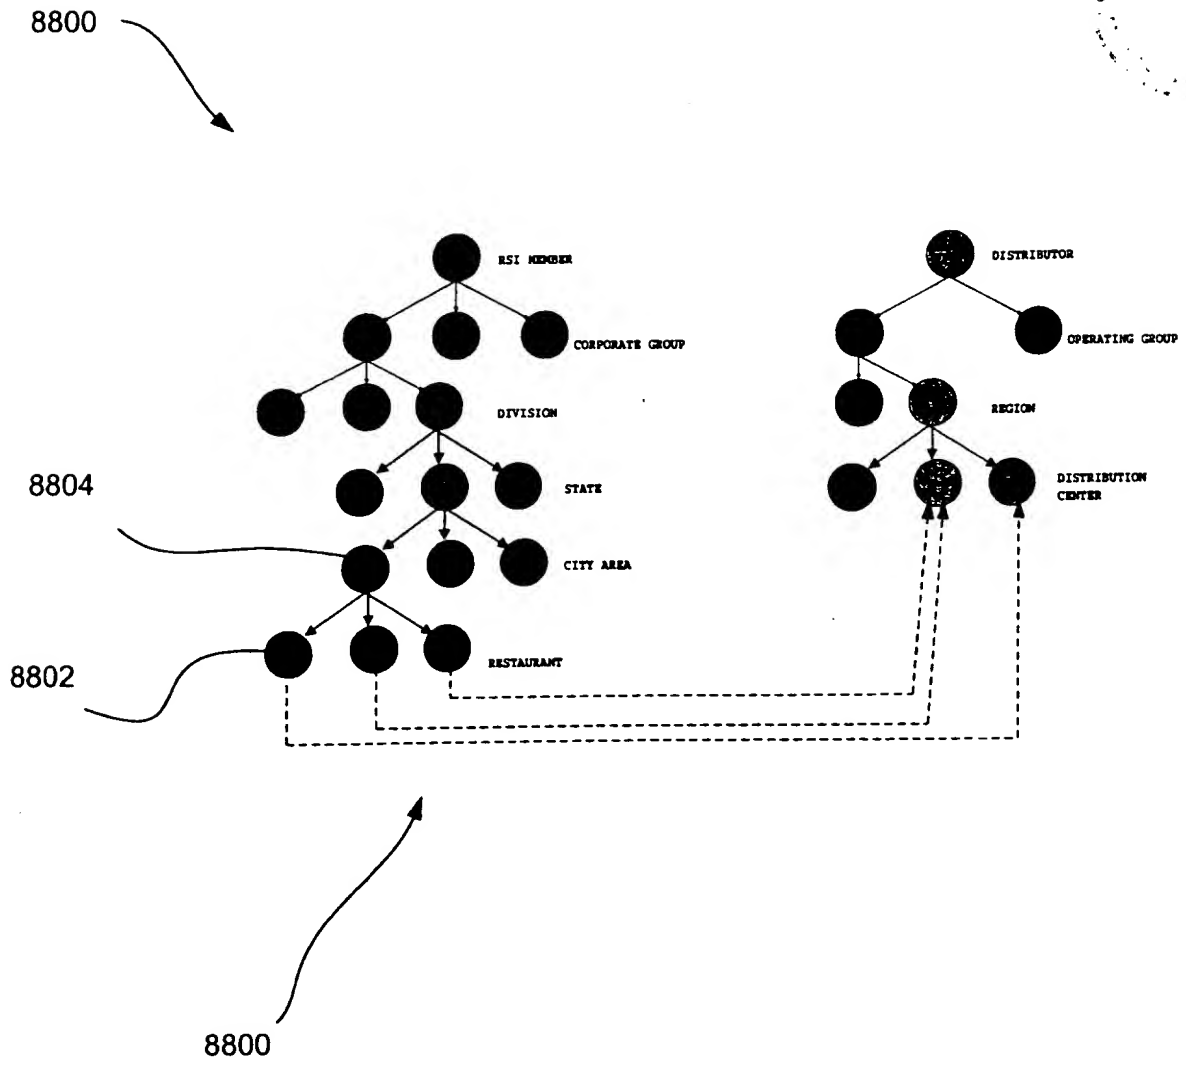 8800
RSI MEMBER
DISTRIBUTOR
CORPORATE GROUP
OPERATING GROUP
DIVISION
REGION
8804
STATE
DISTRIBUTION
CENTER
CITY AREA
8802
RESTAURANT
8800